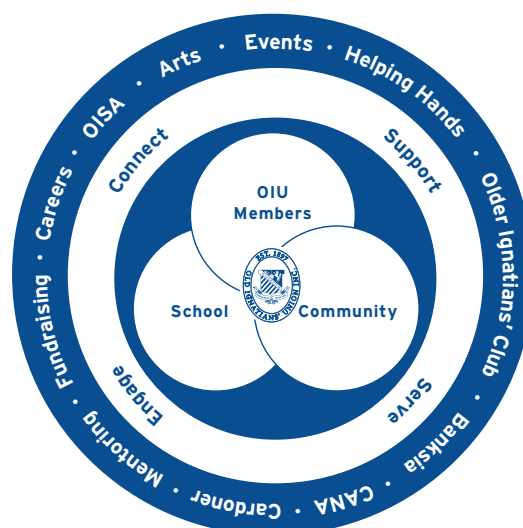 Events · Helping Hands · Older Ignatians' Club · Banksia · CANA · Cardoner · Mentoring · Fundraising · Careers · OISA · Arts ·
Connect
Support
Serve
Engage
OIU
Members
School
Community
EST. 1897
OLD IGNATIANS' UNION INC